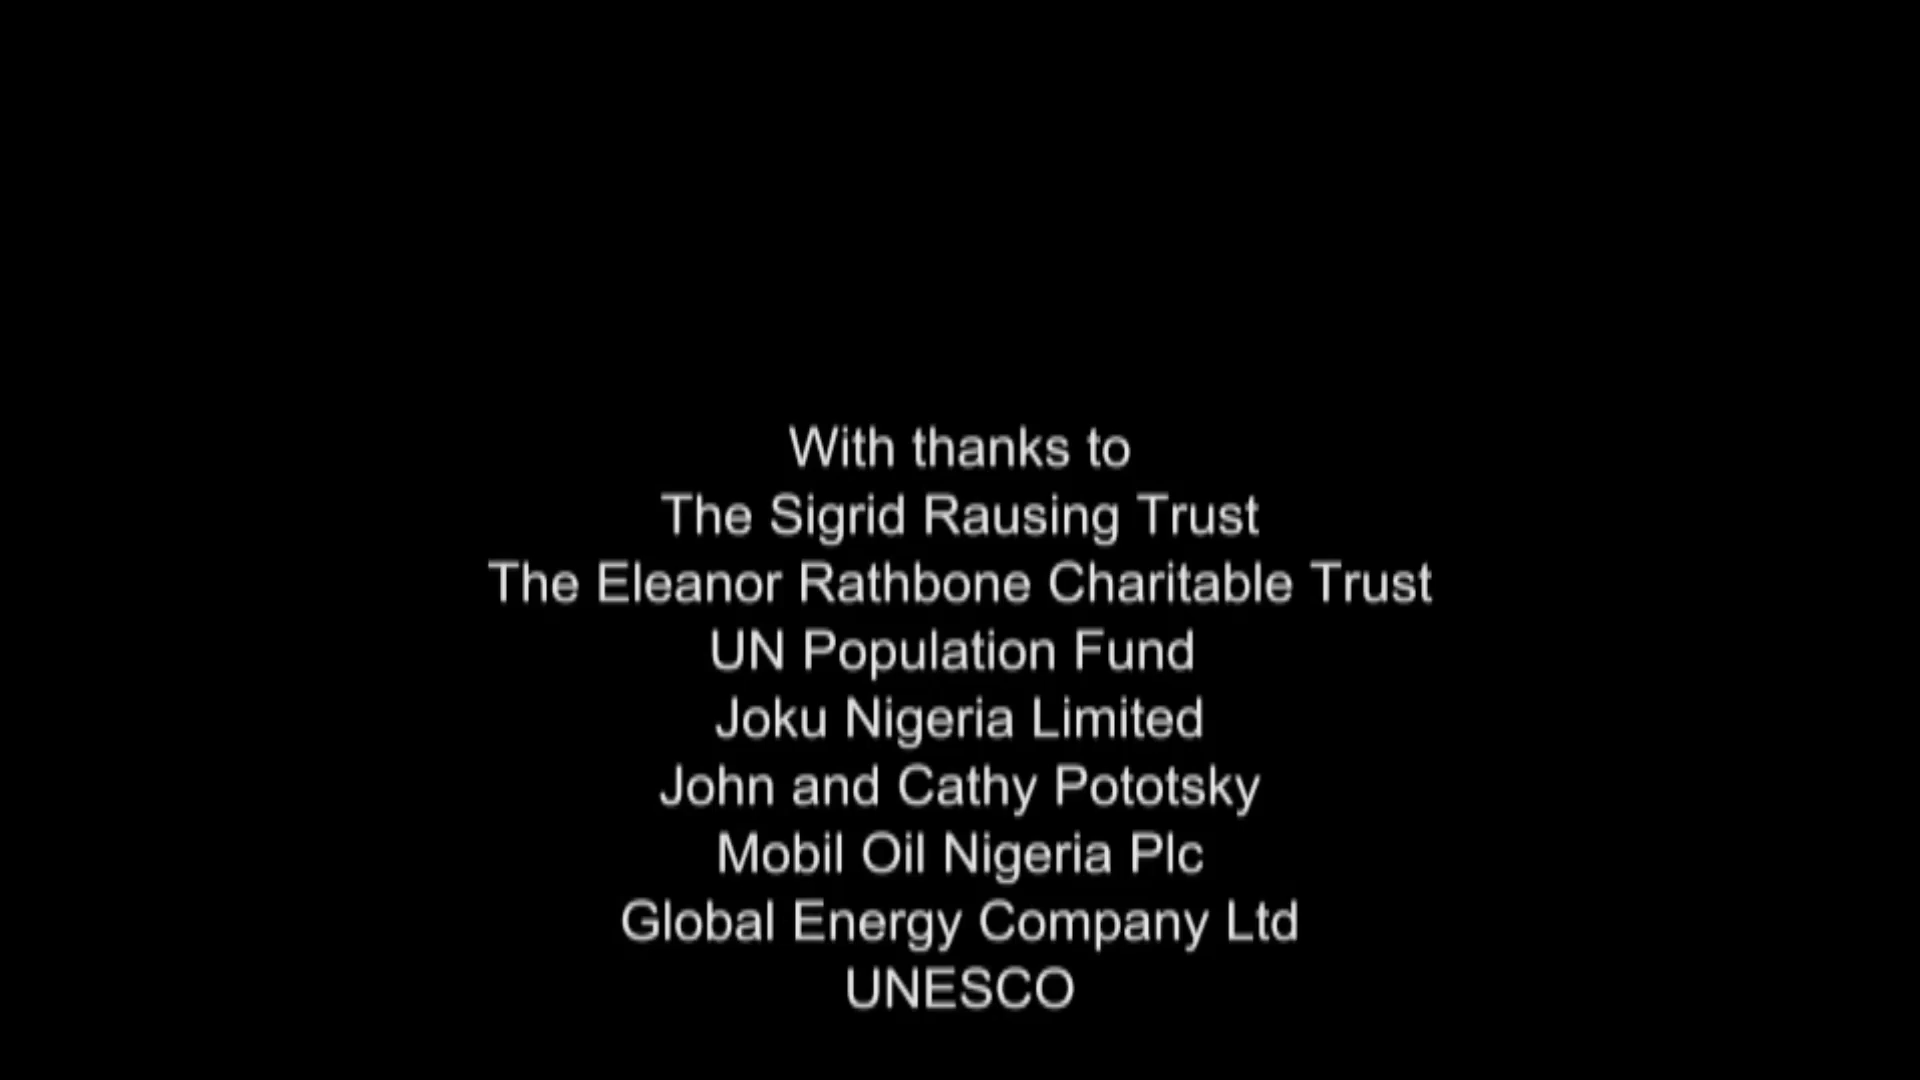 With thanks to
The Sigrid Rausing Trust
The Eleanor Rathbone Charitable Trust
UN Population Fund
Joku Nigeria Limited
John and Cathy Pototsky
Mobil Oil Nigeria Plc
Global Energy Company Ltd
UNESCO